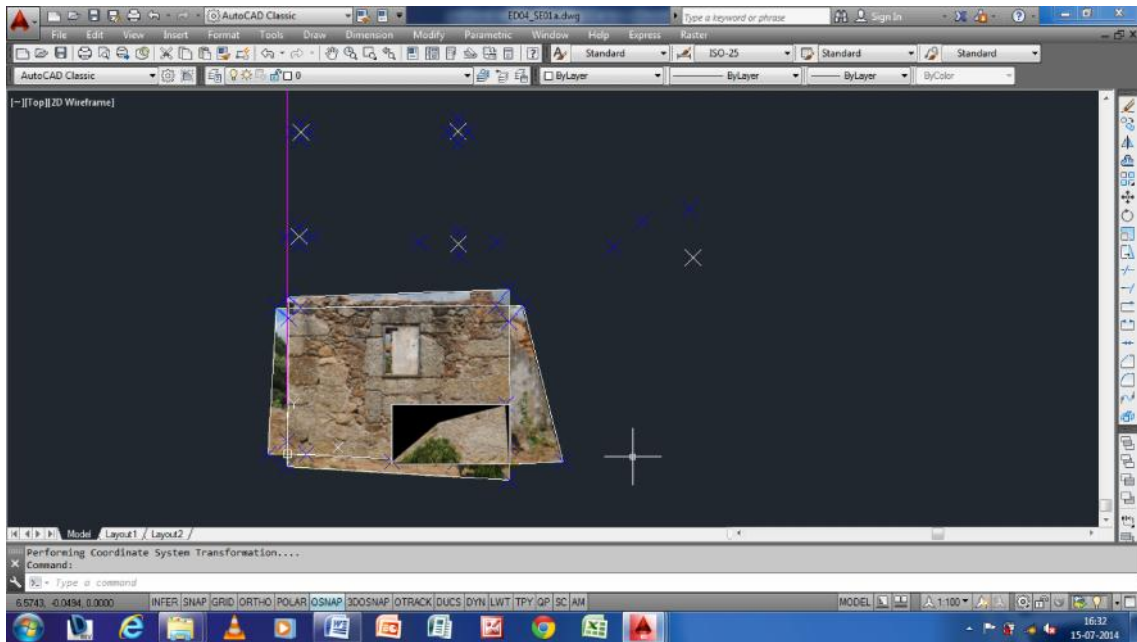 AutoCAD Classic
ED04_SE01a.dwg
Type a keyword or phrase
Sign In
File Edit View Insert Format Tools Draw Dimension Modify Parametric Window Help Express Raster
Standard ISO-25 Standard Standard
AutoCAD Classic 0 ByLayer ByLayer ByLayer ByColor
[−][Top][2D Wireframe]
Model Layout1 Layout2
Performing Coordinate System Transformation....
Command:
Type a command
6.5743, -0.0494, 0.0000 INFER SNAP GRID ORTHO POLAR OSNAP 3DOSNAP OTRACK DUCS DYN LWT TPY QP SC AM MODEL 1:100
16:32
15-07-2014